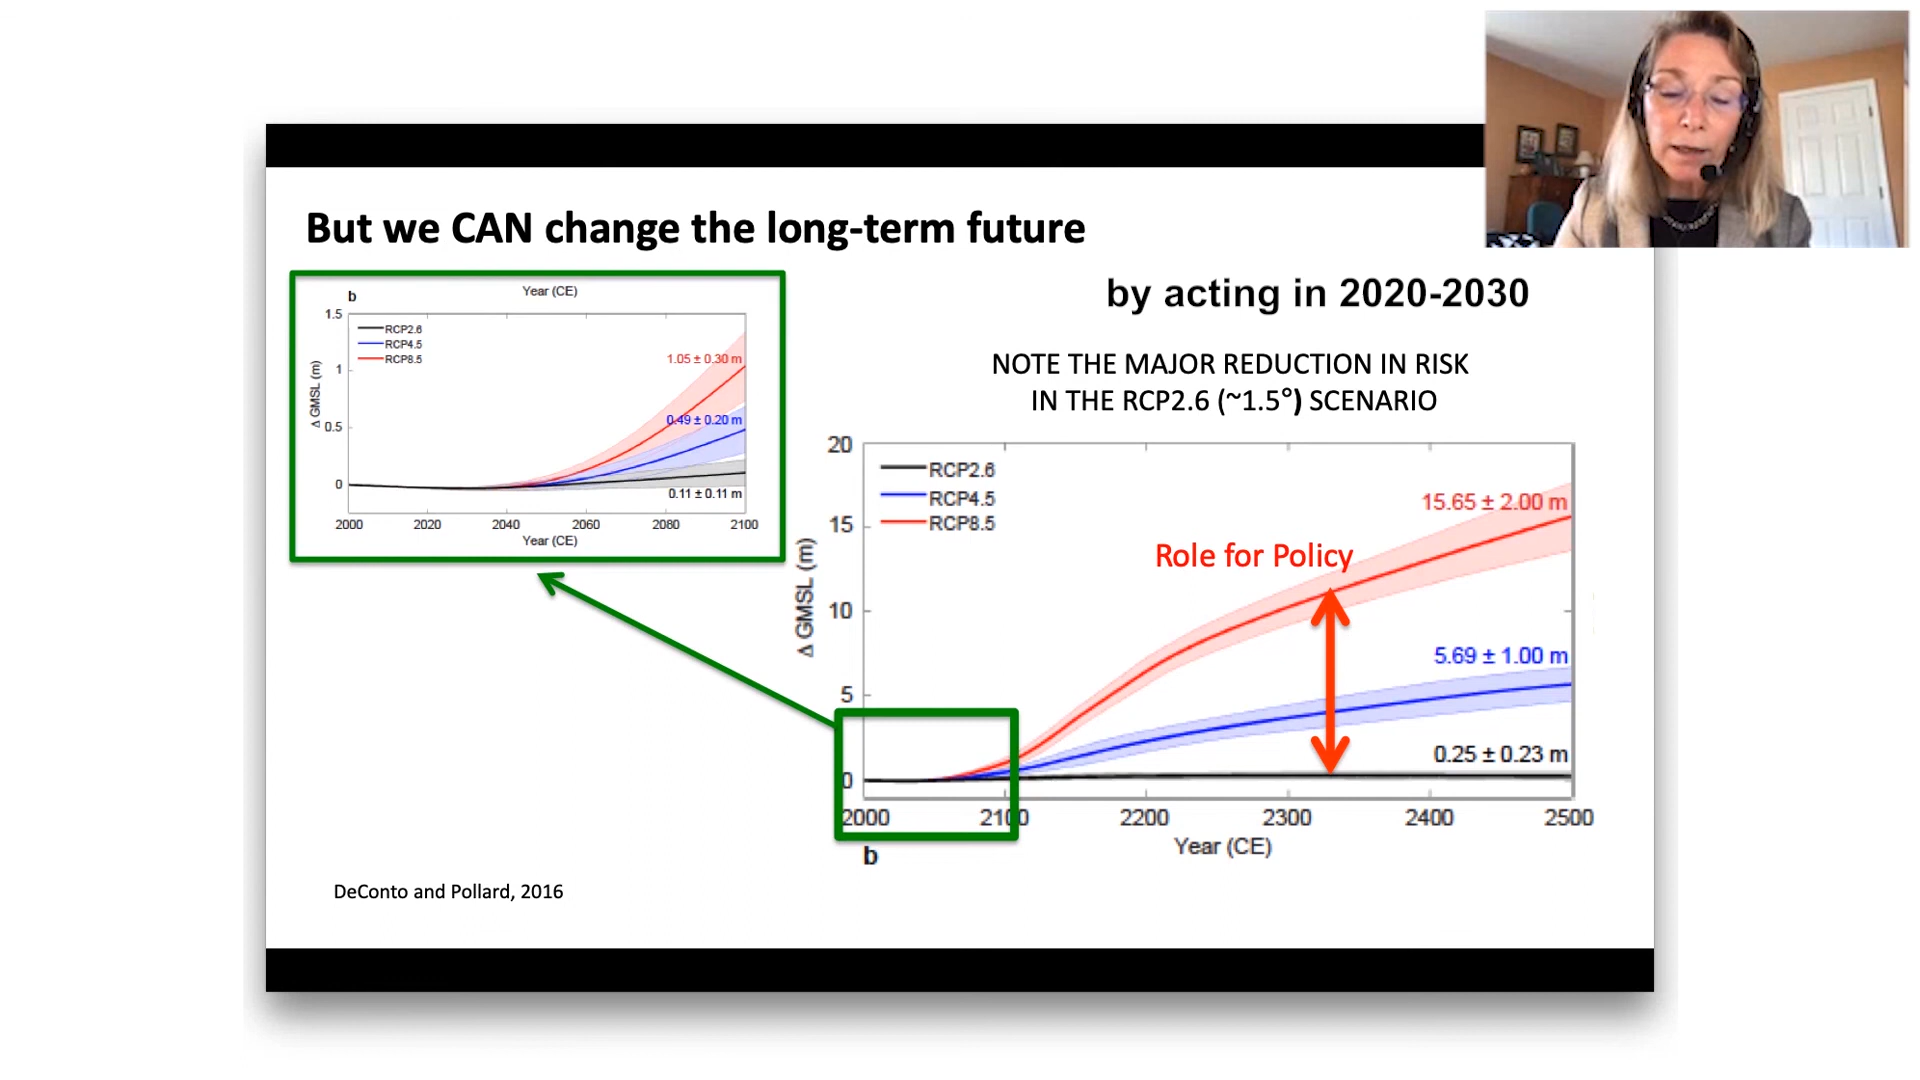 But we CAN change the long-term future
by acting in 2020-2030
NOTE THE MAJOR REDUCTION IN RISK
IN THE RCP2.6 (~1.5°) SCENARIO
b
Year (CE)
1.5
1
0.5
0
Δ GMSL (m)
RCP2.6
RCP4.5
RCP8.5
1.05 ± 0.30 m
0.49 ± 0.20 m
0.11 ± 0.11 m
2000 2020 2040 2060 2080 2100
Year (CE)
20
15
10
5
0
Δ GMSL (m)
RCP2.6
RCP4.5
RCP8.5
15.65 ± 2.00 m
Role for Policy
5.69 ± 1.00 m
0.25 ± 0.23 m
2000 2100 2200 2300 2400 2500
Year (CE)
b
DeConto and Pollard, 2016